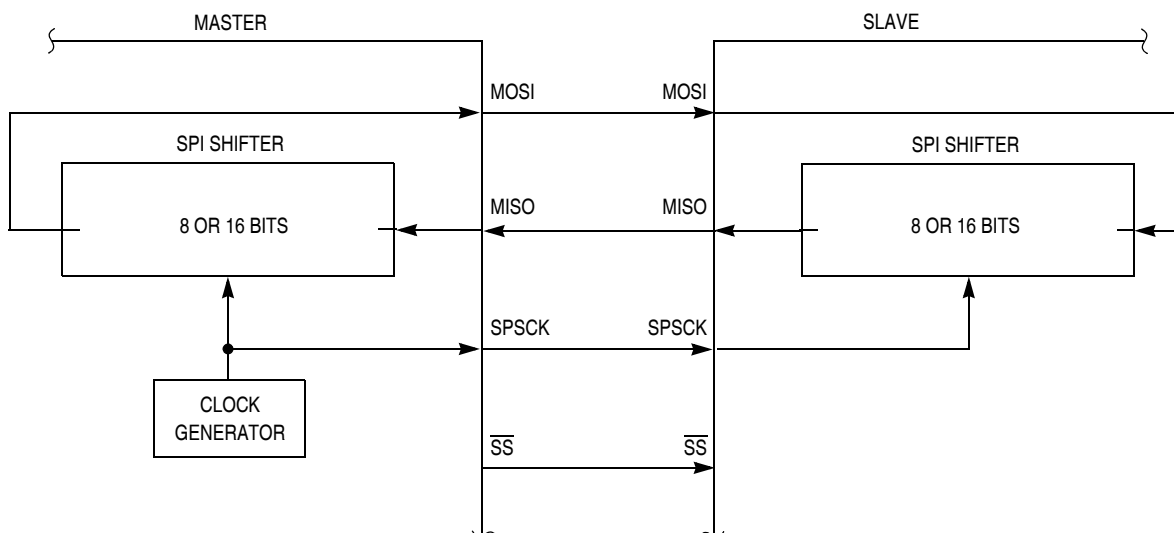 MASTER
SLAVE
MOSI MOSI
SPI SHIFTER
SPI SHIFTER
8 OR 16 BITS
MISO MISO
8 OR 16 BITS
SPSCK SPSCK
CLOCK
GENERATOR
SS SS